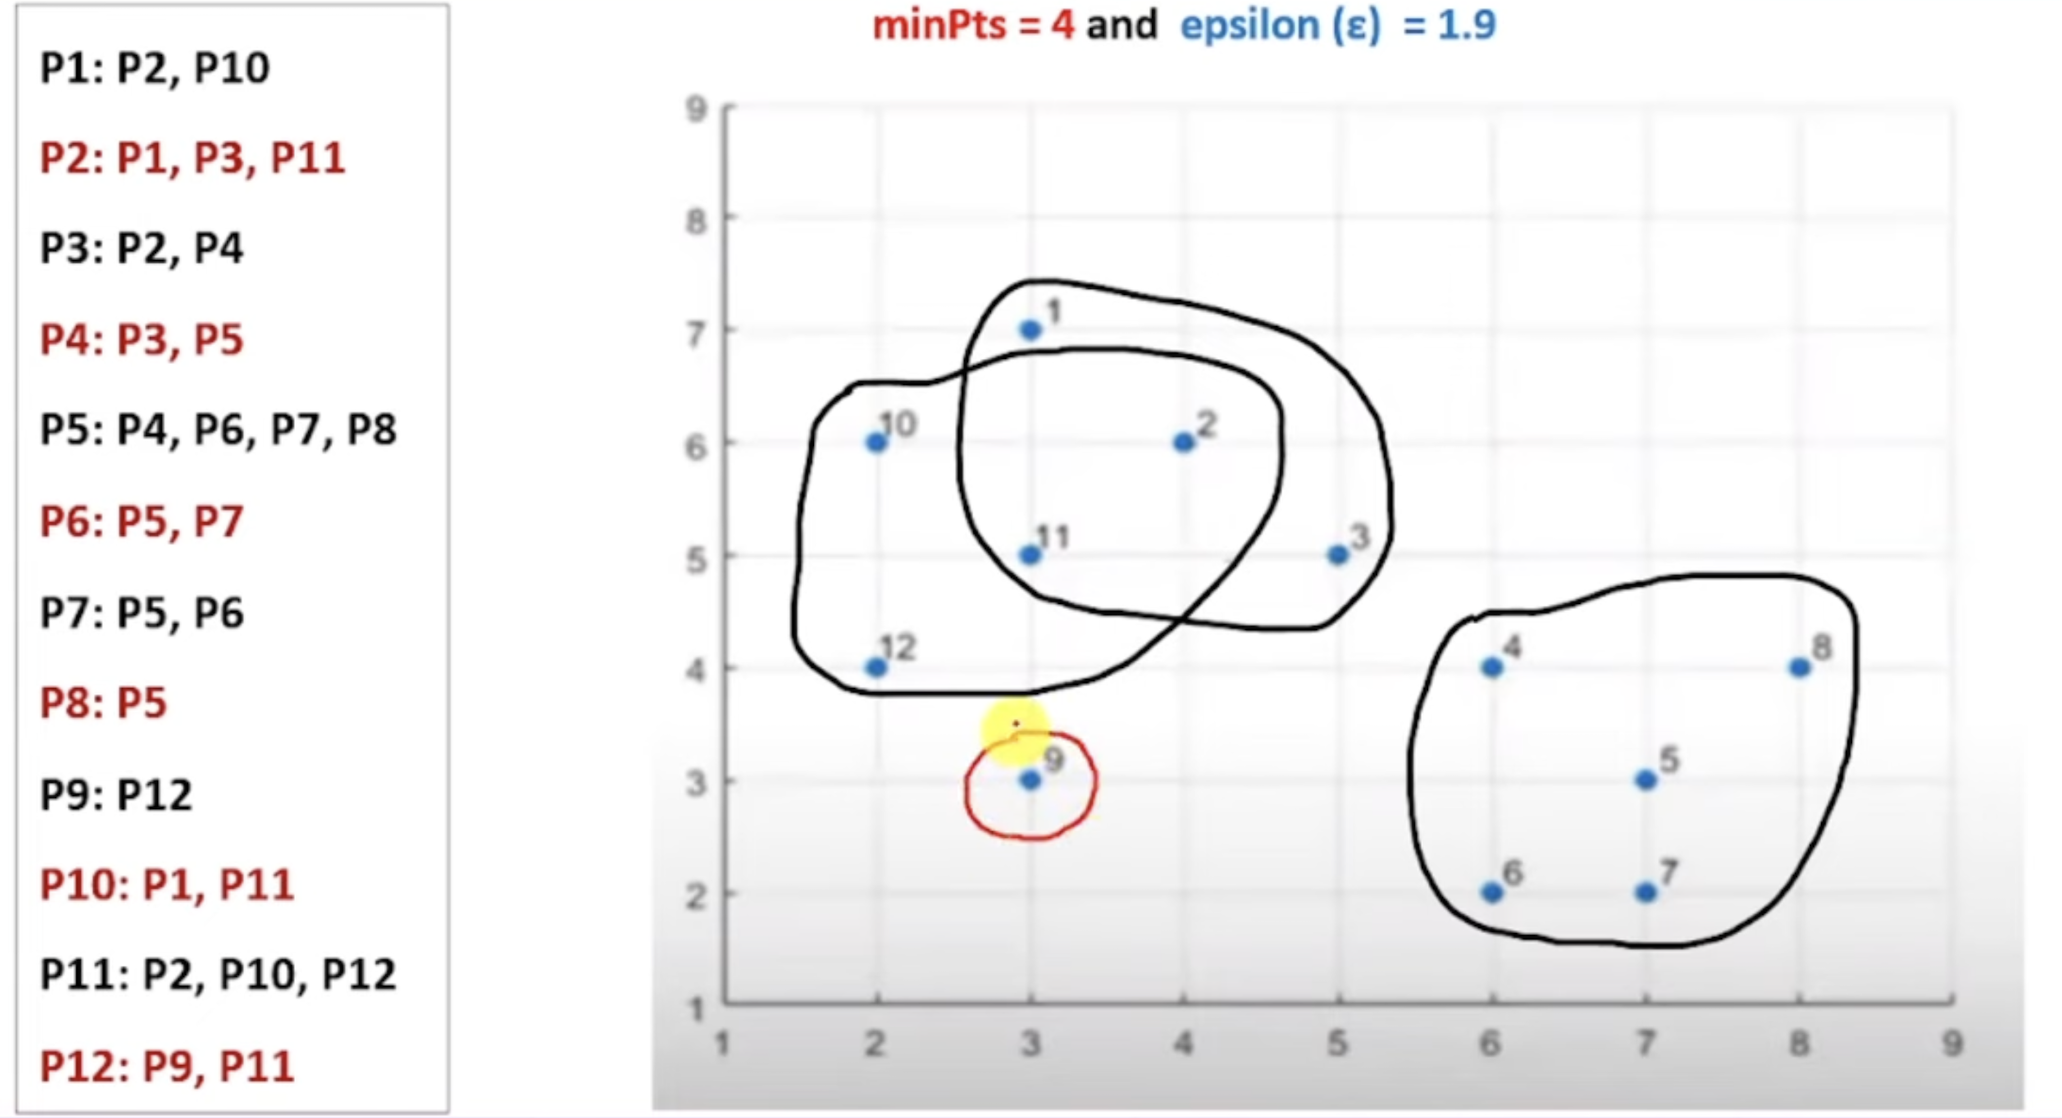 minPts = 4 and epsilon (ε) = 1.9
P1: P2, P10
P2: P1, P3, P11
P3: P2, P4
P4: P3, P5
P5: P4, P6, P7, P8
P6: P5, P7
P7: P5, P6
P8: P5
P9: P12
P10: P1, P11
P11: P2, P10, P12
P12: P9, P11
9
8
7
6
5
4
3
2
1
1
10
2
11
3
12
4
8
9
5
6
7
1 2 3 4 5 6 7 8 9